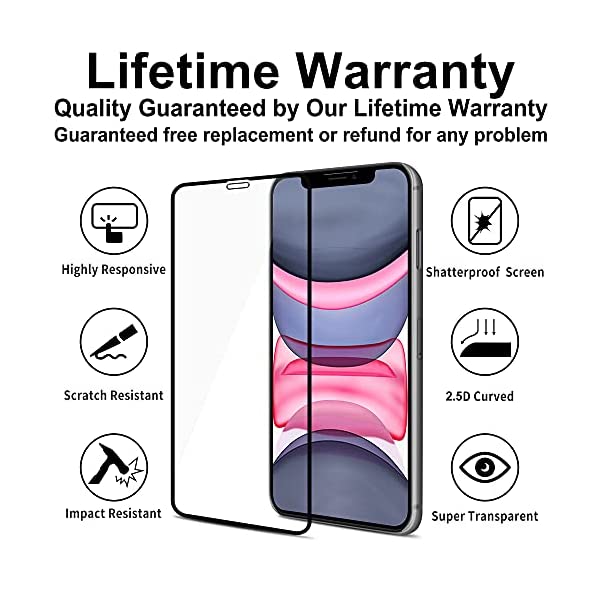 Lifetime Warranty
Quality Guaranteed by Our Lifetime Warranty
Guaranteed free replacement or refund for any problem
Highly Responsive
Shatterproof Screen
Scratch Resistant
2.5D Curved
Impact Resistant
Super Transparent